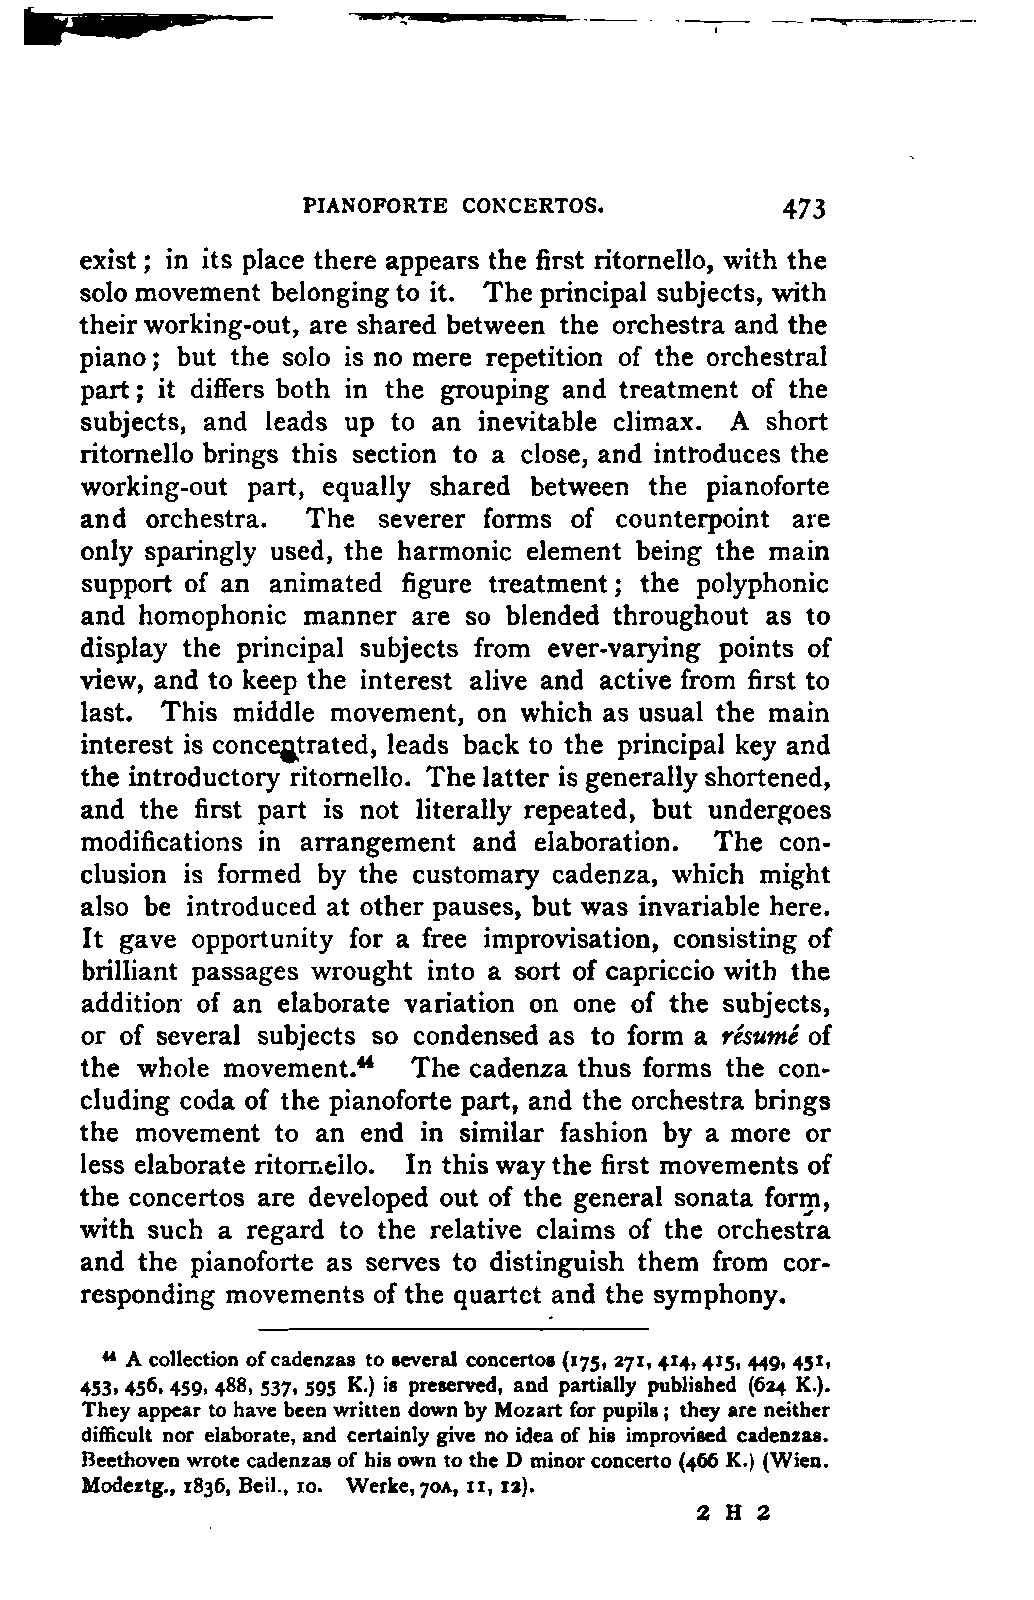 PIANOFORTE CONCERTOS. 473
exist; in its place there appears the first ritornello, with the
solo movement belonging to it. The principal subjects, with
their working-out, are shared between the orchestra and the
piano; but the solo is no mere repetition of the orchestral
part; it differs both in the grouping and treatment of the
subjects, and leads up to an inevitable climax. A short
ritornello brings this section to a close, and introduces the
working-out part, equally shared between the pianoforte
and orchestra. The severer forms of counterpoint are
only sparingly used, the harmonic element being the main
support of an animated figure treatment; the polyphonic
and homophonic manner are so blended throughout as to
display the principal subjects from ever-varying points of
view, and to keep the interest alive and active from first to
last. This middle movement, on which as usual the main
interest is concentrated, leads back to the principal key and
the introductory ritornello. The latter is generally shortened,
and the first part is not literally repeated, but undergoes
modifications in arrangement and elaboration. The con-
clusion is formed by the customary cadenza, which might
also be introduced at other pauses, but was invariable here.
It gave opportunity for a free improvisation, consisting of
brilliant passages wrought into a sort of capriccio with the
addition of an elaborate variation on one of the subjects,
or of several subjects so condensed as to form a résumé of
the whole movement.⁴⁴ The cadenza thus forms the con-
cluding coda of the pianoforte part, and the orchestra brings
the movement to an end in similar fashion by a more or
less elaborate ritornello. In this way the first movements of
the concertos are developed out of the general sonata form,
with such a regard to the relative claims of the orchestra
and the pianoforte as serves to distinguish them from cor-
responding movements of the quartet and the symphony.
⁴⁴ A collection of cadenzas to several concertos (175, 271, 414, 415, 449, 451,
453, 456, 459, 488, 537, 595 K.) is preserved, and partially published (624 K.).
They appear to have been written down by Mozart for pupils; they are neither
difficult nor elaborate, and certainly give no idea of his improvised cadenzas.
Beethoven wrote cadenzas of his own to the D minor concerto (466 K.) (Wien.
Modeztg., 1836, Beil., 10. Werke, 70A, 11, 12).
2 H 2